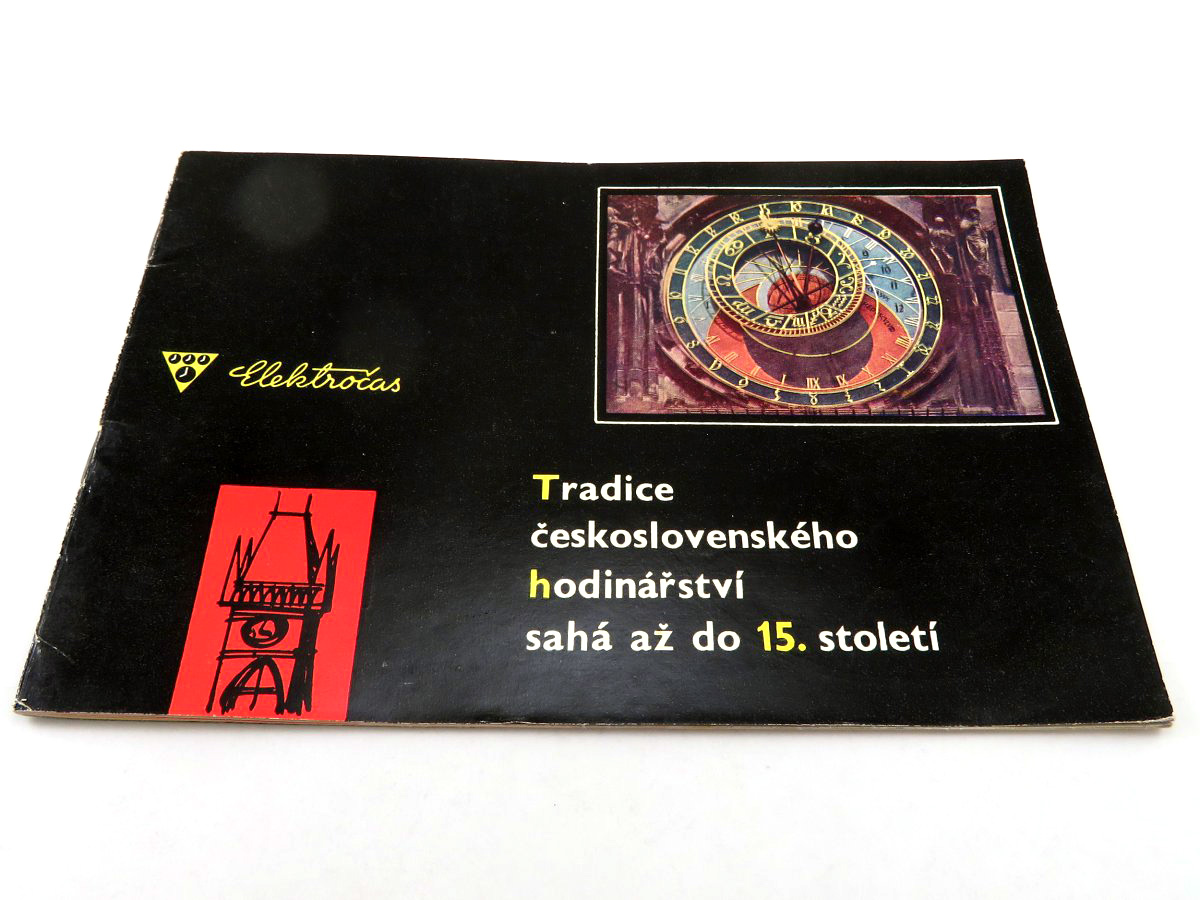 Elektročas
Tradice
československého
hodinářství
sahá až do 15. století